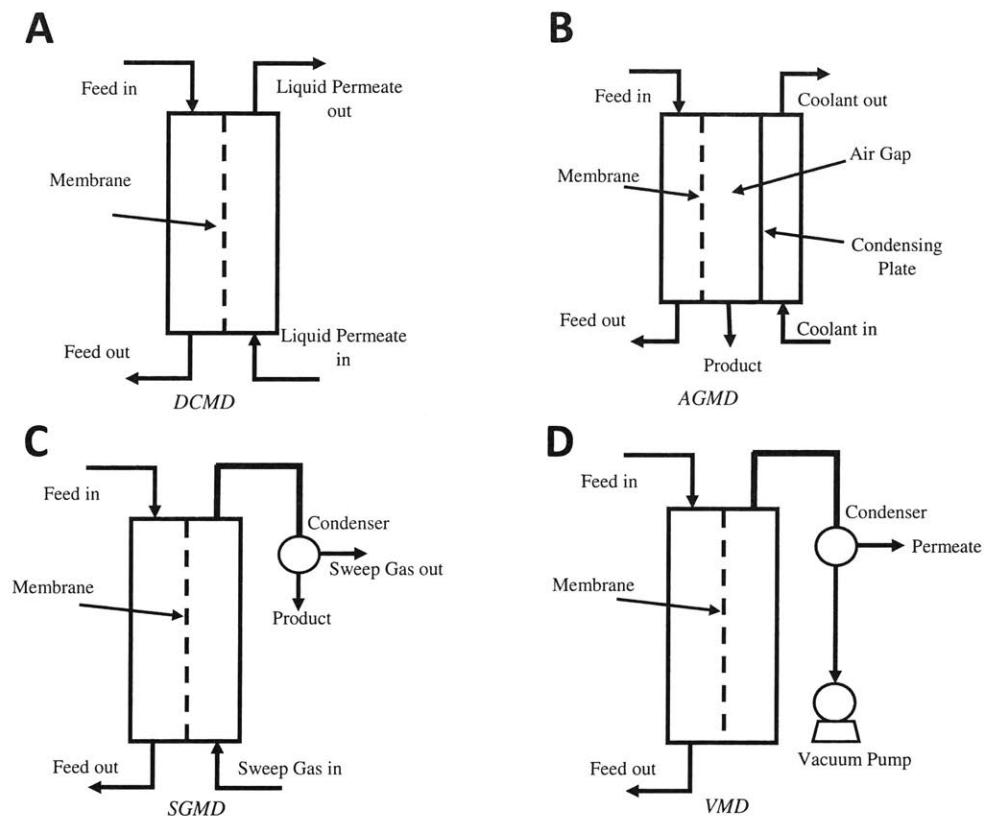 A
Feed in
Liquid Permeate
out
Membrane
Feed out
Liquid Permeate
in
DCMD
B
Feed in
Coolant out
Membrane
Air Gap
Condensing
Plate
Feed out
Coolant in
Product
AGMD
C
Feed in
Condenser
Sweep Gas out
Membrane
Product
Feed out
Sweep Gas in
SGMD
D
Feed in
Condenser
Permeate
Membrane
Feed out
Vacuum Pump
VMD